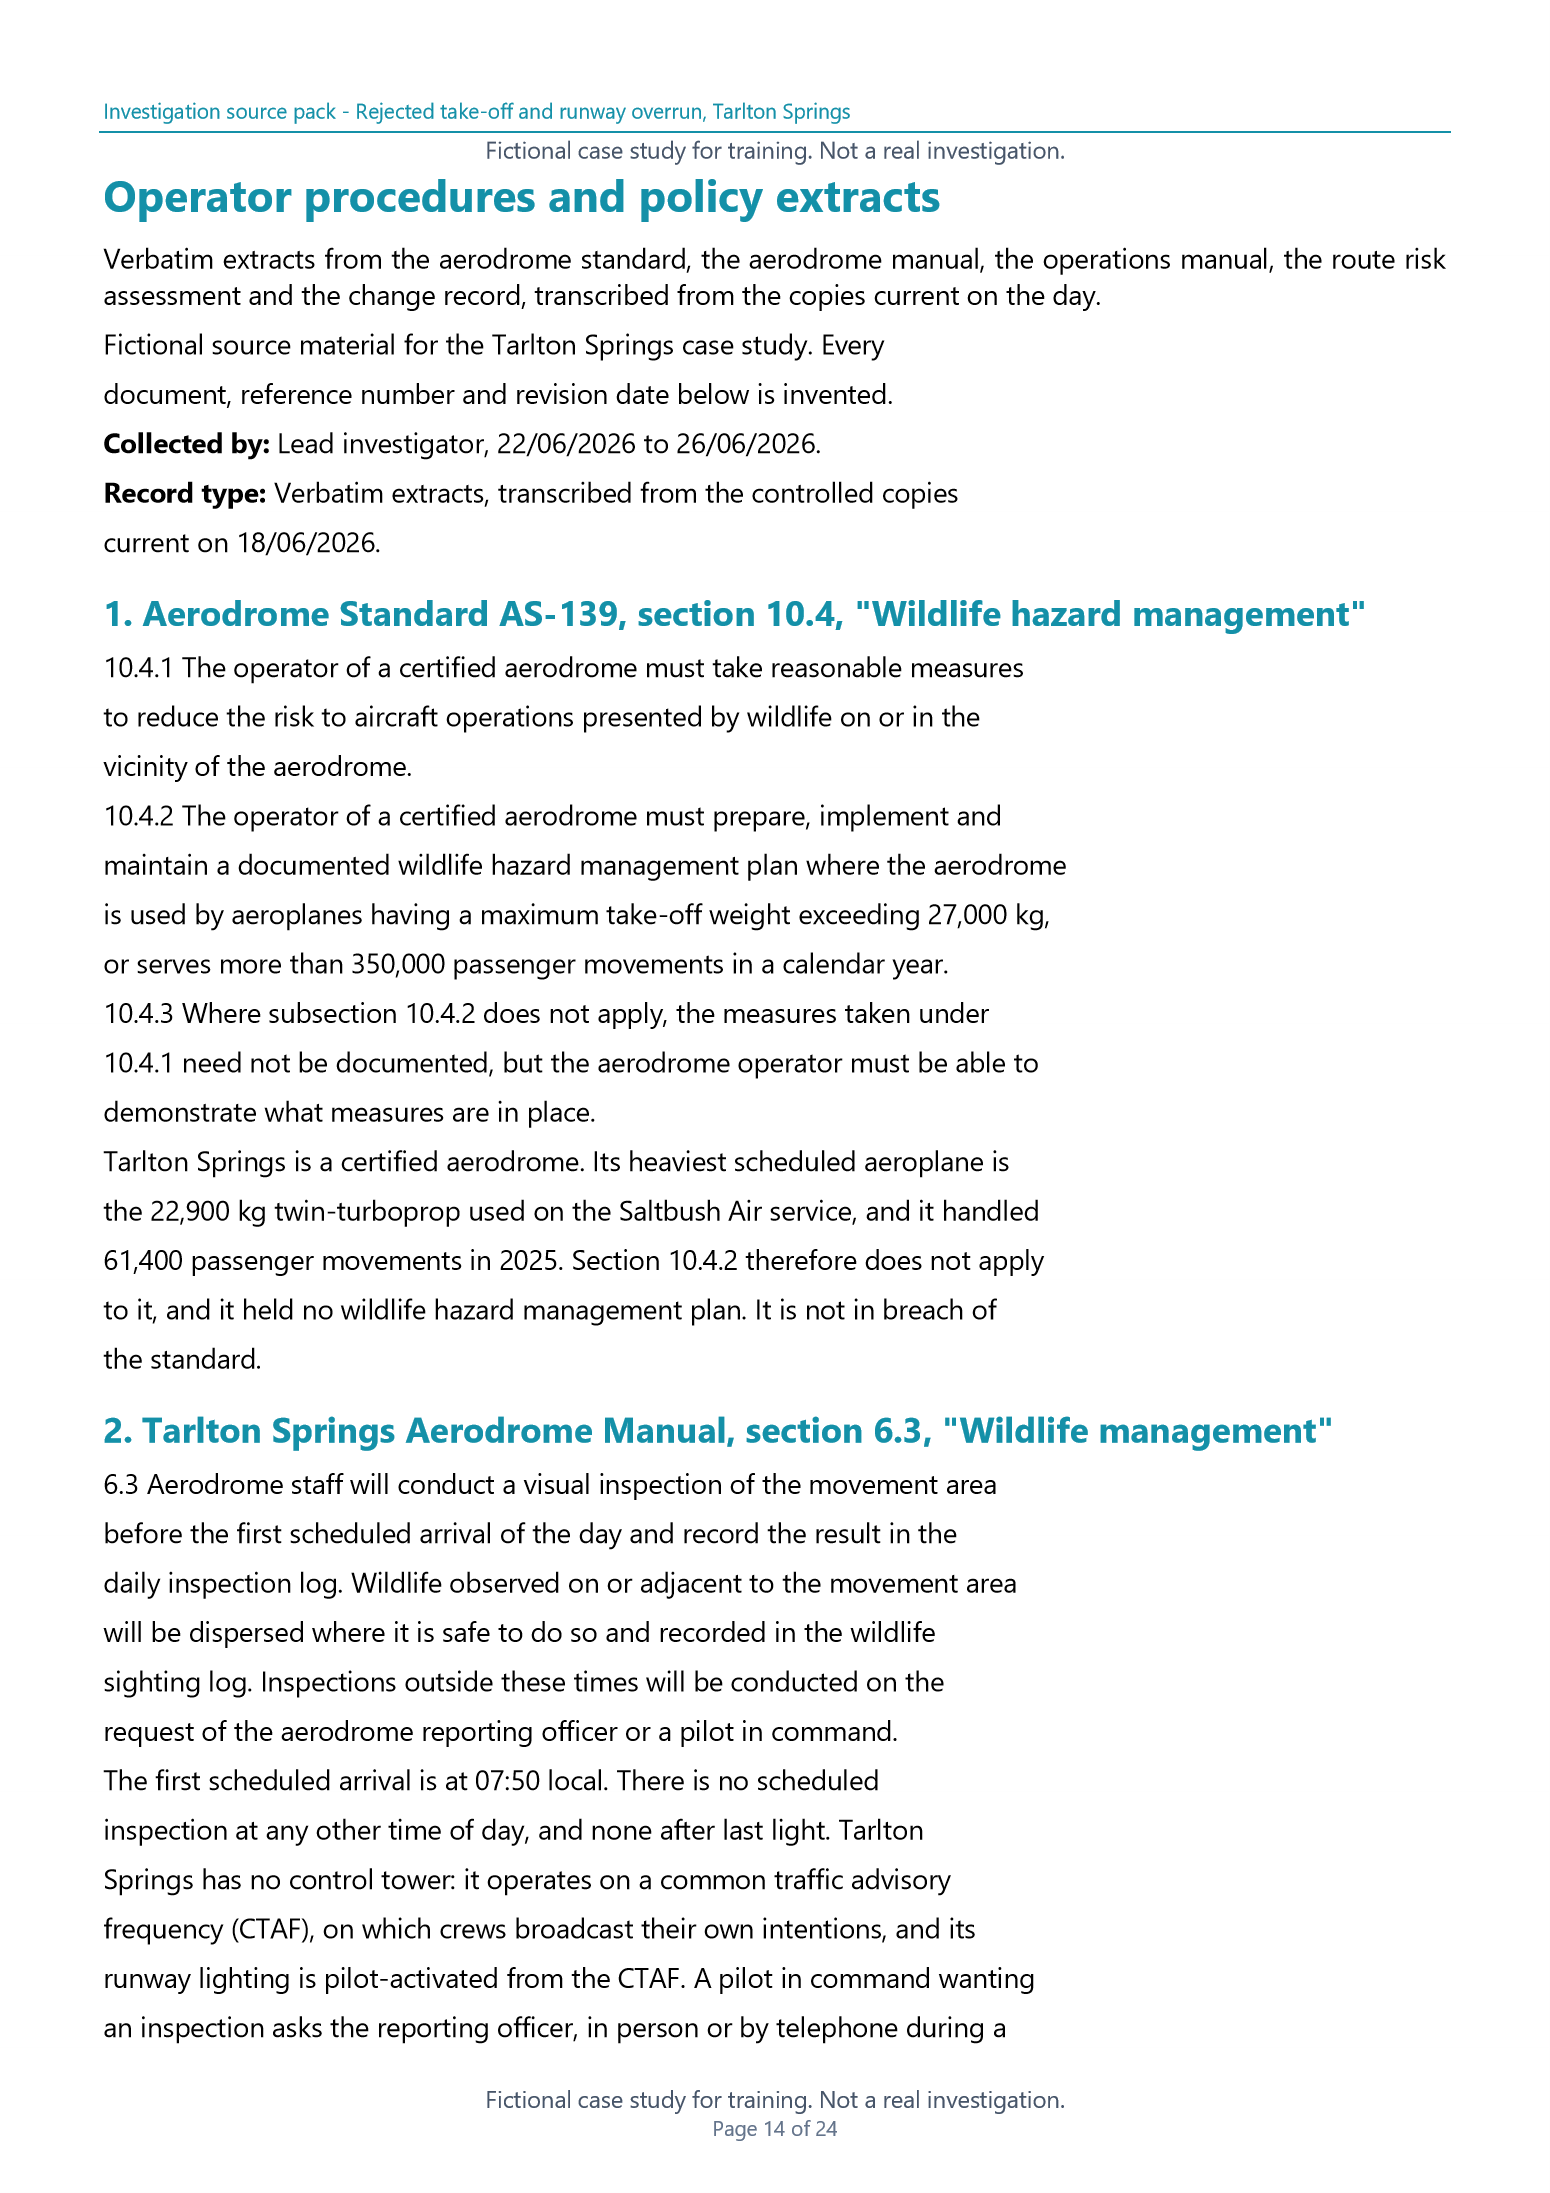 Investigation source pack - Rejected take-off and runway overrun, Tarlton Springs
Fictional case study for training. Not a real investigation.
Operator procedures and policy extracts
Verbatim extracts from the aerodrome standard, the aerodrome manual, the operations manual, the route risk
assessment and the change record, transcribed from the copies current on the day.
Fictional source material for the Tarlton Springs case study. Every
document, reference number and revision date below is invented.
Collected by: Lead investigator, 22/06/2026 to 26/06/2026.
Record type: Verbatim extracts, transcribed from the controlled copies
current on 18/06/2026.
1. Aerodrome Standard AS-139, section 10.4, "Wildlife hazard management"
10.4.1 The operator of a certified aerodrome must take reasonable measures
to reduce the risk to aircraft operations presented by wildlife on or in the
vicinity of the aerodrome.
10.4.2 The operator of a certified aerodrome must prepare, implement and
maintain a documented wildlife hazard management plan where the aerodrome
is used by aeroplanes having a maximum take-off weight exceeding 27,000 kg,
or serves more than 350,000 passenger movements in a calendar year.
10.4.3 Where subsection 10.4.2 does not apply, the measures taken under
10.4.1 need not be documented, but the aerodrome operator must be able to
demonstrate what measures are in place.
Tarlton Springs is a certified aerodrome. Its heaviest scheduled aeroplane is
the 22,900 kg twin-turboprop used on the Saltbush Air service, and it handled
61,400 passenger movements in 2025. Section 10.4.2 therefore does not apply
to it, and it held no wildlife hazard management plan. It is not in breach of
the standard.
2. Tarlton Springs Aerodrome Manual, section 6.3, "Wildlife management"
6.3 Aerodrome staff will conduct a visual inspection of the movement area
before the first scheduled arrival of the day and record the result in the
daily inspection log. Wildlife observed on or adjacent to the movement area
will be dispersed where it is safe to do so and recorded in the wildlife
sighting log. Inspections outside these times will be conducted on the
request of the aerodrome reporting officer or a pilot in command.
The first scheduled arrival is at 07:50 local. There is no scheduled
inspection at any other time of day, and none after last light. Tarlton
Springs has no control tower: it operates on a common traffic advisory
frequency (CTAF), on which crews broadcast their own intentions, and its
runway lighting is pilot-activated from the CTAF. A pilot in command wanting
an inspection asks the reporting officer, in person or by telephone during a
Fictional case study for training. Not a real investigation.
Page 14 of 24